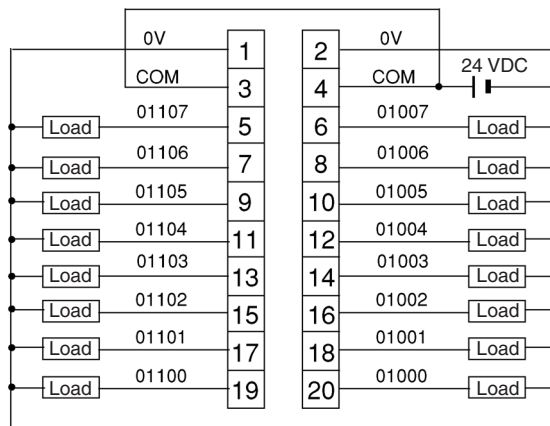 0V 1 2 0V
24 VDC
COM 3 4 COM
Load 01107 5 6 01007 Load
Load 01106 7 8 01006 Load
Load 01105 9 10 01005 Load
Load 01104 11 12 01004 Load
Load 01103 13 14 01003 Load
Load 01102 15 16 01002 Load
Load 01101 17 18 01001 Load
Load 01100 19 20 01000 Load